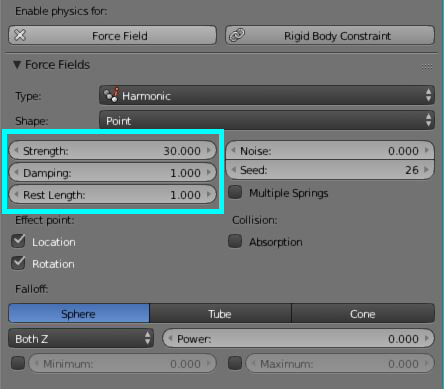 Enable physics for:
Force Field Rigid Body Constraint
Force Fields
Type: Harmonic
Shape: Point
Strength: 30.000 Noise: 0.000
Damping: 1.000 Seed: 26
Rest Length: 1.000 Multiple Springs
Effect point: Collision:
Location Absorption
Rotation
Falloff:
Sphere Tube Cone
Both Z Power: 0.000
Minimum: 0.000 Maximum: 0.000